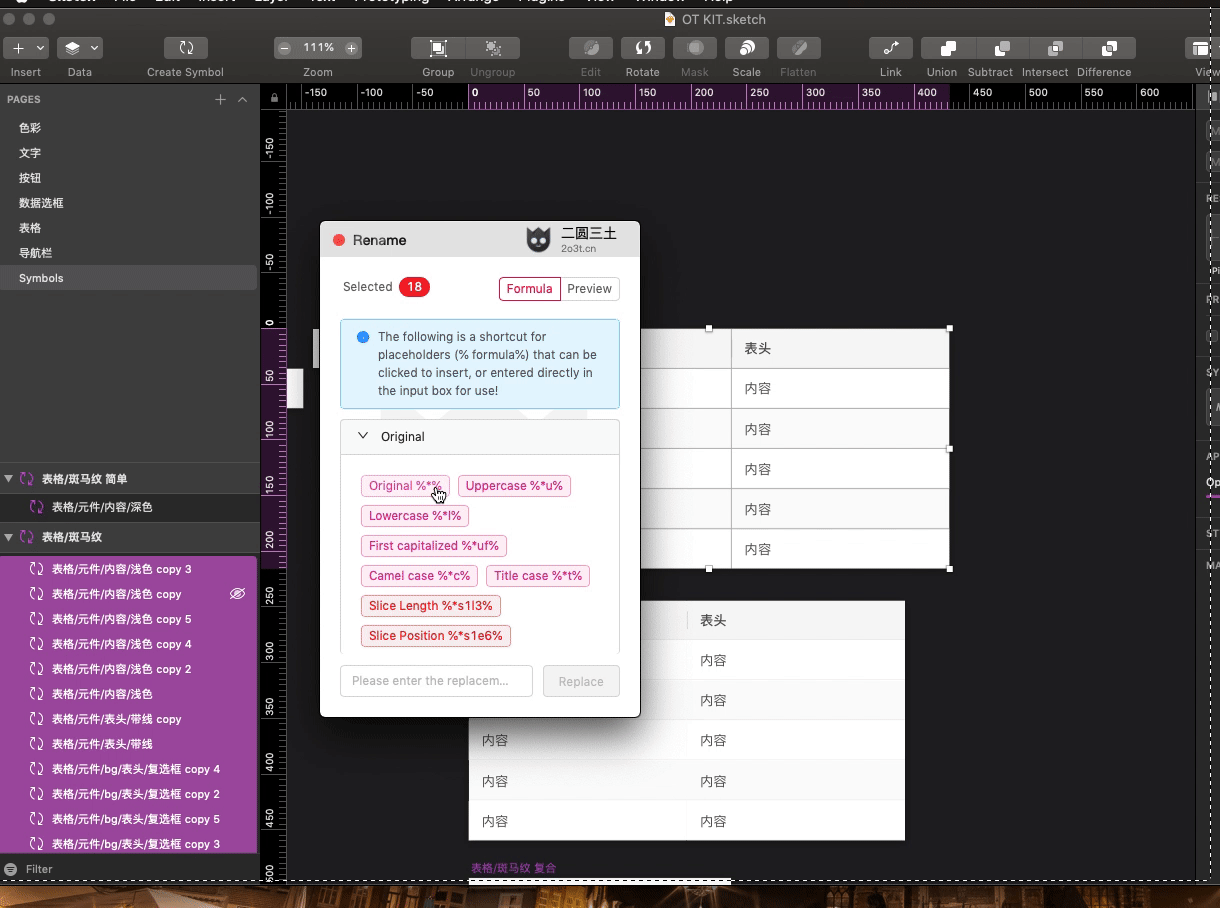 OT KIT.sketch
Insert
Data
Create Symbol
111%
Zoom
Group
Ungroup
Edit
Rotate
Mask
Scale
Flatten
Link
Union
Subtract
Intersect
Difference
View
PAGES
-150 -100 -50 0 50 100 150 200 250 300 350 400 450 500 550 600
色彩
文字
按钮
数据选框
表格
导航栏
Symbols
-150
-100
-50
0
50
100
150
200
250
300
350
400
450
表格/斑马纹 简单
表格/元件/内容/深色
表格/斑马纹
表格/元件/内容/浅色 copy 3
表格/元件/内容/浅色 copy
表格/元件/内容/浅色 copy 5
表格/元件/内容/浅色 copy 4
表格/元件/内容/浅色 copy 2
表格/元件/内容/浅色
表格/元件/表头/带线 copy
表格/元件/表头/带线
表格/元件/bg/表头/复选框 copy 4
表格/元件/bg/表头/复选框 copy 2
表格/元件/bg/表头/复选框 copy 5
表格/元件/bg/表头/复选框 copy 3
Filter
Rename
二圆三土
2o3t.cn
Selected 18
Formula
Preview
The following is a shortcut for
placeholders (% formula%) that can be
clicked to insert, or entered directly in
the input box for use!
Original
Original %*%
Uppercase %*u%
Lowercase %*l%
First capitalized %*uf%
Camel case %*c%
Title case %*t%
Slice Length %*s1l3%
Slice Position %*s1e6%
Please enter the replacem...
Replace
表头
内容
内容
内容
内容
内容
表头
内容
内容
内容 内容
内容 内容
内容 内容
表格/斑马纹 复合